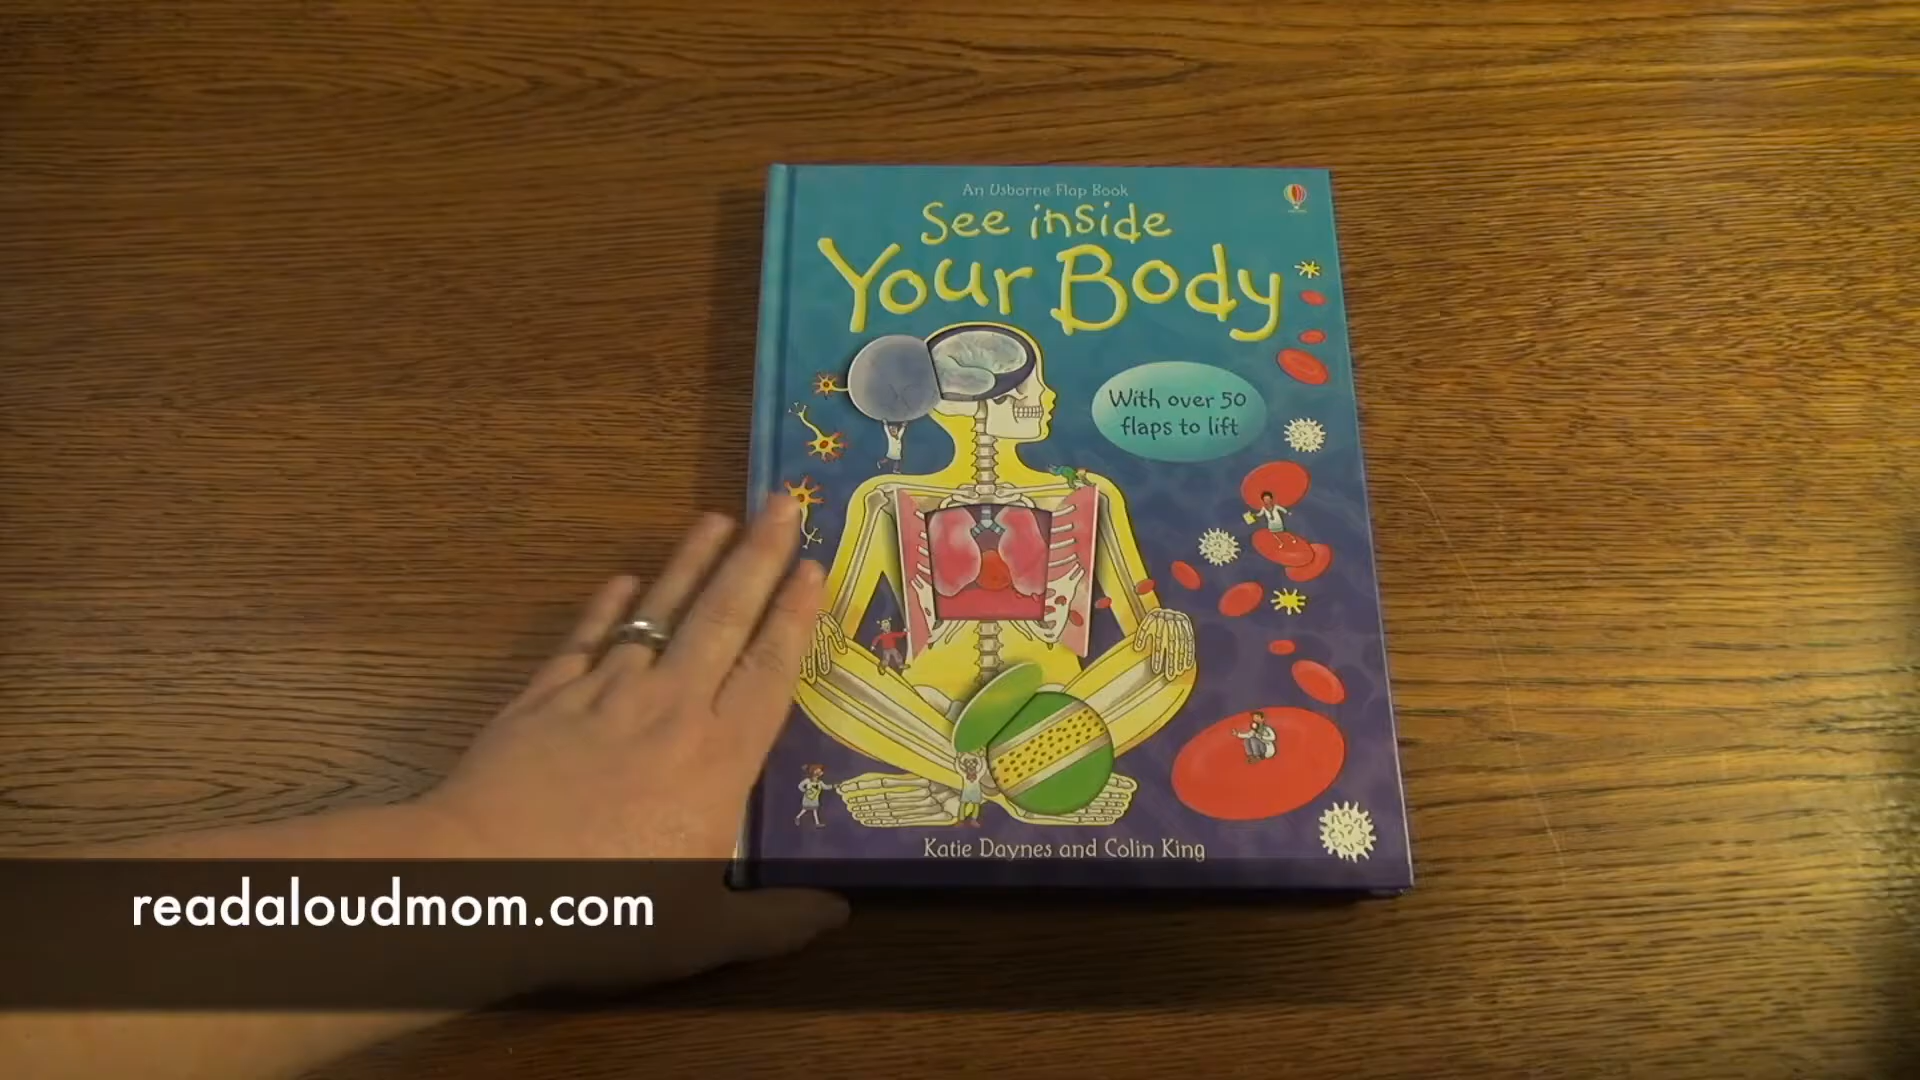 An Usborne Flap Book
See inside
Your Body
With over 50
flaps to lift
Katie Daynes and Colin King
readaloudmom.com